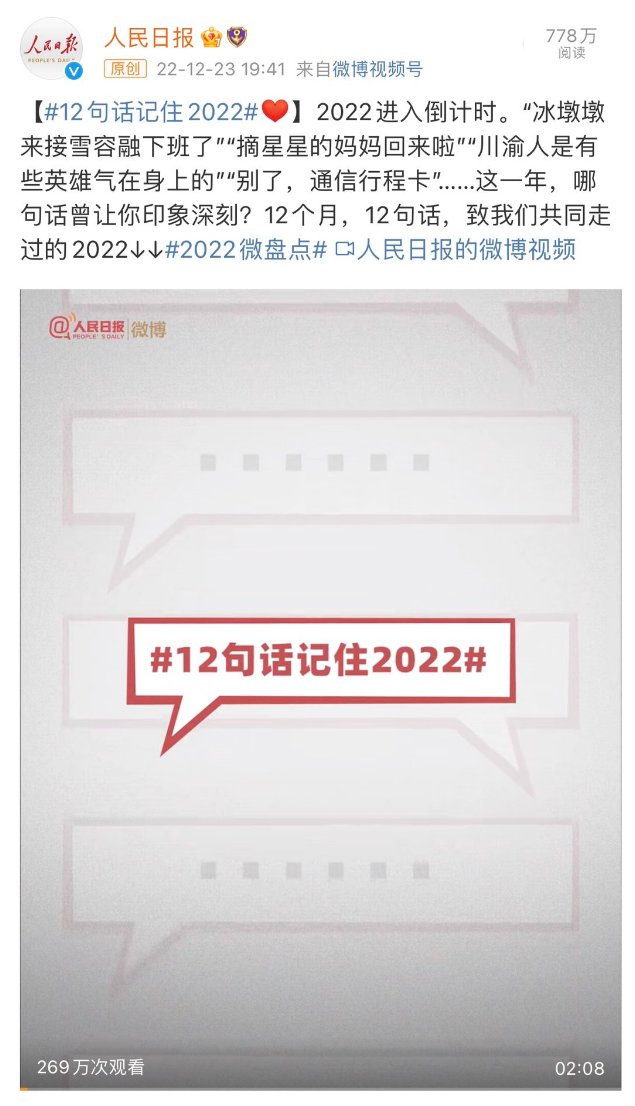 人民日报
人民日报
PEOPLE'S DAILY
原创 22-12-23 19:41 来自微博视频号
778万
阅读
【#12句话记住2022#❤️】2022进入倒计时。“冰墩墩
来接雪容融下班了”“摘星星的妈妈回来啦”“川渝人是有
些英雄气在身上的”“别了，通信行程卡”……这一年，哪
句话曾让你印象深刻？12个月，12句话，致我们共同走
过的2022↓↓#2022微盘点# 人民日报的微博视频
@人民日报 微博
PEOPLE'S DAILY
#12句话记住2022#
269万次观看
02:08